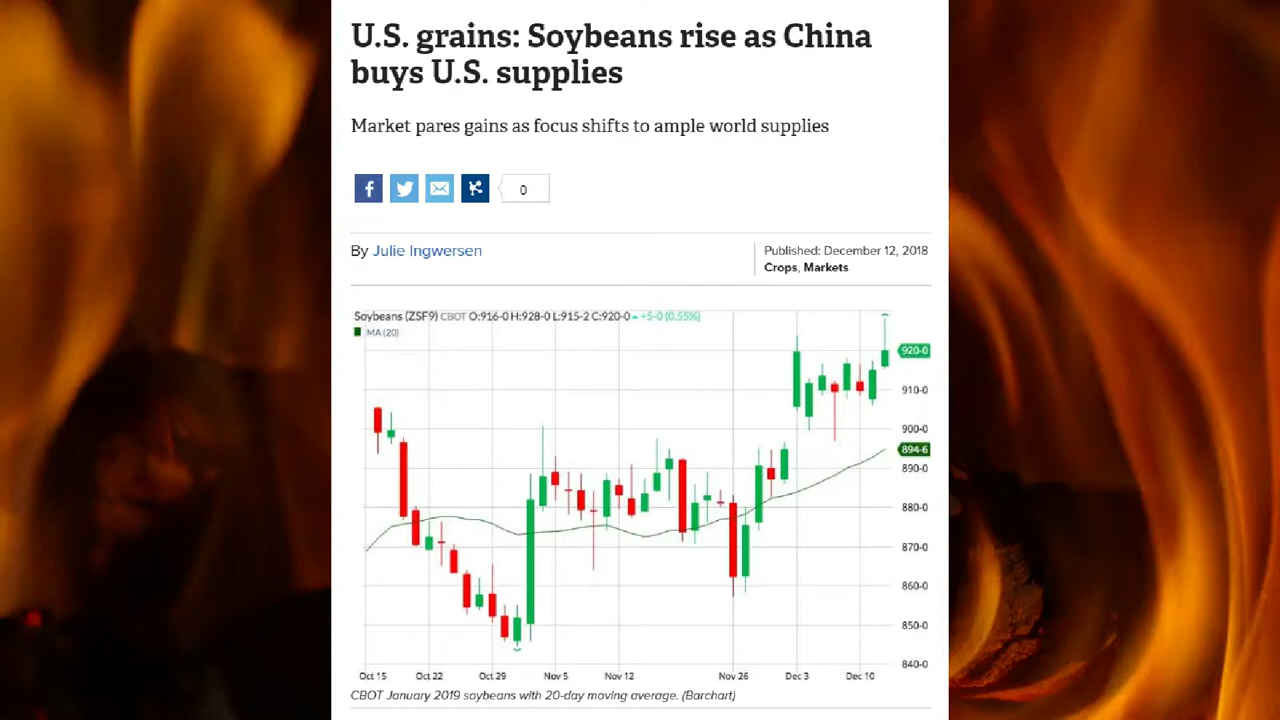 U.S. grains: Soybeans rise as China
buys U.S. supplies
Market pares gains as focus shifts to ample world supplies
f
0
By Julie Ingwersen
Published: December 12, 2018
Crops, Markets
Soybeans (ZSF9) CBOT O:916-0 H:928-0 L:915-2 C:920-0 ▲ +5-0 (0.55%)
MA (20)
920-0
910-0
900-0
894-6
890-0
880-0
870-0
860-0
850-0
840-0
Oct 15 Oct 22 Oct 29 Nov 5 Nov 12 Nov 26 Dec 3 Dec 10
CBOT January 2019 soybeans with 20-day moving average. (Barchart)